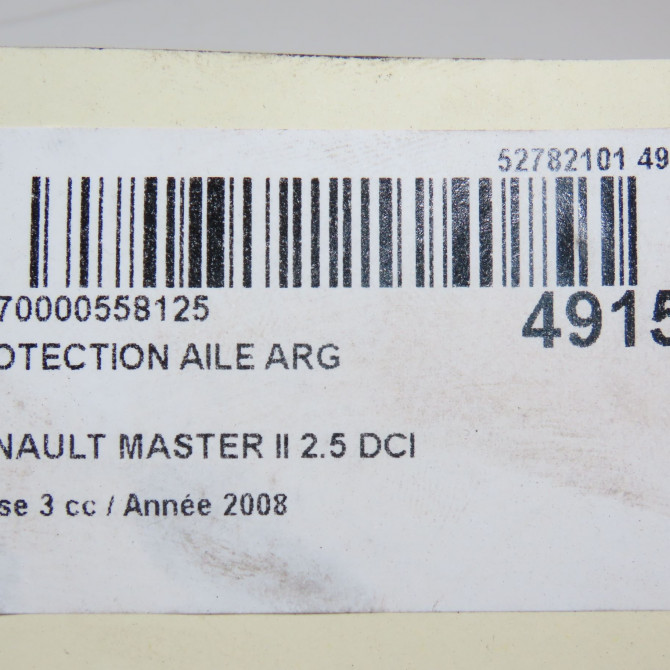 52782101 49
70000558125
4915
OTECTION AILE ARG
NAULT MASTER II 2.5 DCI
se 3 cc / Année 2008